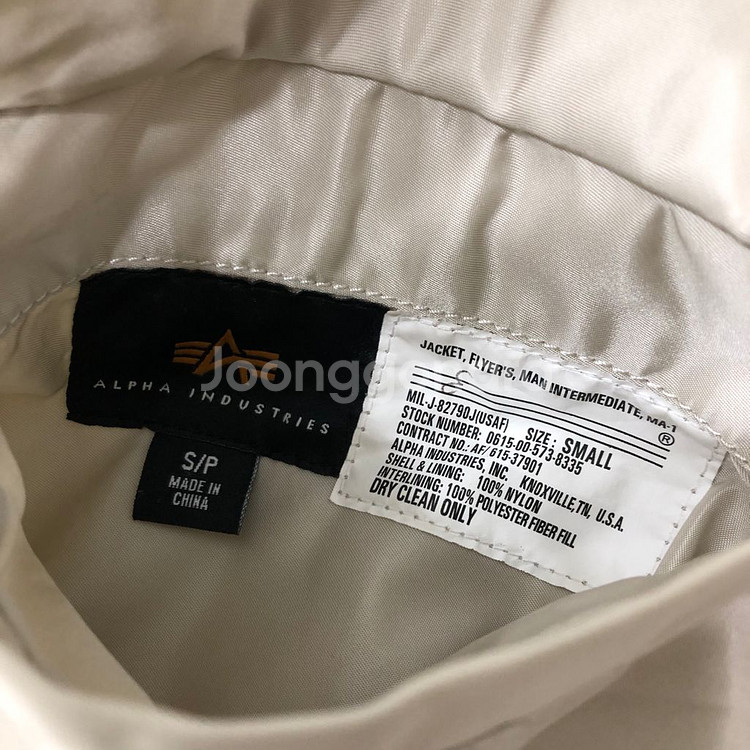 ALPHA INDUSTRIES
S/P
MADE IN
CHINA
JACKET, FLYER'S, MAN INTERMEDIATE, MA-1
®
MIL-J-82790J(USAF) SIZE: SMALL
STOCK NUMBER: 0615-00-573-8335
CONTRACT NO.: AF/ 615-37901
ALPHA INDUSTRIES, INC. KNOXVILLE, TN, U.S.A.
SHELL & LINING: 100% NYLON
INTERLINING: 100% POLYESTER FIBER FILL
DRY CLEAN ONLY